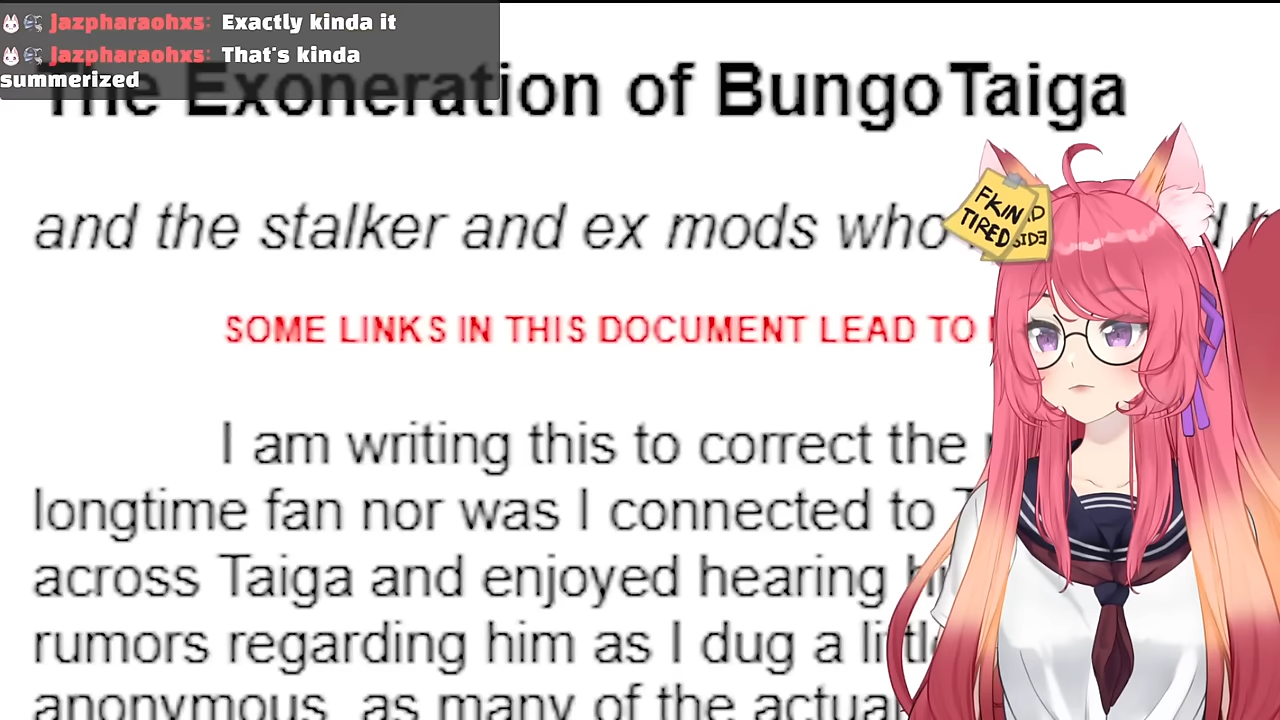 jazpharaohxs: Exactly kinda it
jazpharaohxs: That's kinda
summerized
The Exoneration of BungoTaiga
and the stalker and ex mods who
FKIN
TIRED
SIDE
SOME LINKS IN THIS DOCUMENT LEAD TO
I am writing this to correct the
longtime fan nor was I connected to
across Taiga and enjoyed hearing
rumors regarding him as I dug a little
anonymous, as many of the actual